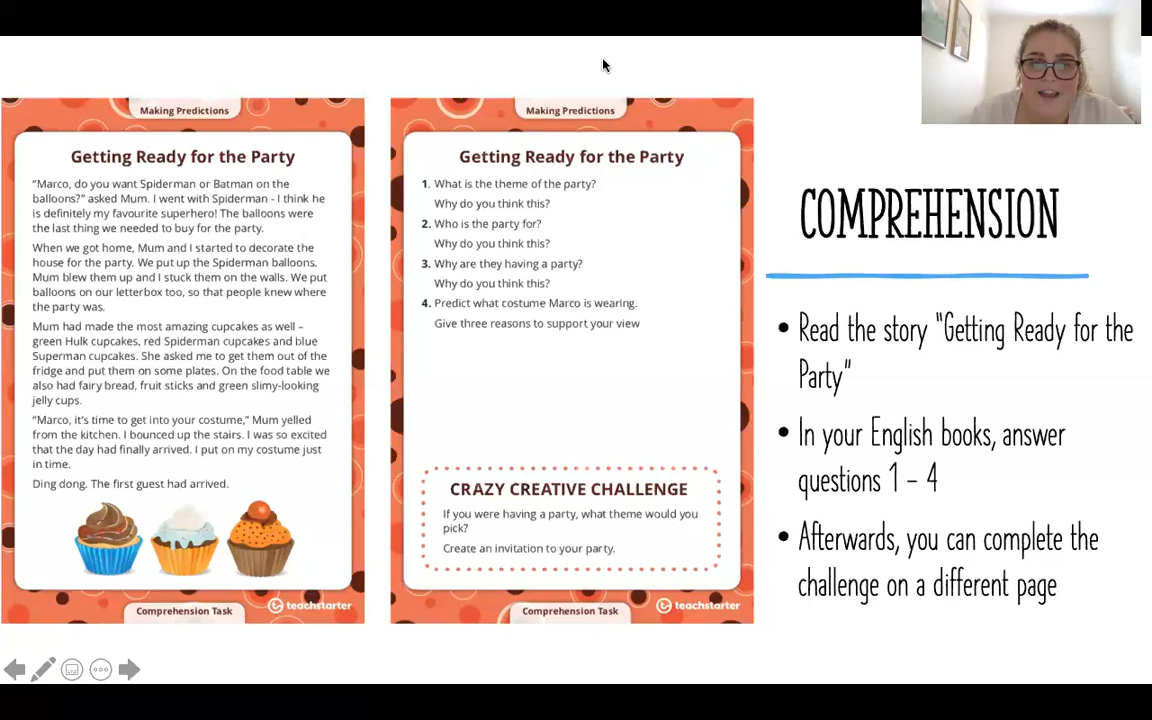 Making Predictions
Getting Ready for the Party
“Marco, do you want Spiderman or Batman on the
balloons?” asked Mum. I went with Spiderman - I think he
is definitely my favourite superhero! The balloons were
the last thing we needed to buy for the party.
When we got home, Mum and I started to decorate the
house for the party. We put up the Spiderman balloons.
Mum blew them up and I stuck them on the walls. We put
balloons on our letterbox too, so that people knew where
the party was.
Mum had made the most amazing cupcakes as well –
green Hulk cupcakes, red Spiderman cupcakes and blue
Superman cupcakes. She asked me to get them out of the
fridge and put them on some plates. On the food table we
also had fairy bread, fruit sticks and green slimy-looking
jelly cups.
“Marco, it’s time to get into your costume,” Mum yelled
from the kitchen. I bounced up the stairs. I was so excited
that the day had finally arrived. I put on my costume just
in time.
Ding dong. The first guest had arrived.
Comprehension Task
teachstarter
Making Predictions
Getting Ready for the Party
1. What is the theme of the party?
Why do you think this?
2. Who is the party for?
Why do you think this?
3. Why are they having a party?
Why do you think this?
4. Predict what costume Marco is wearing.
Give three reasons to support your view
CRAZY CREATIVE CHALLENGE
If you were having a party, what theme would you
pick?
Create an invitation to your party.
Comprehension Task
teachstarter
COMPREHENSION
• Read the story "Getting Ready for the
Party"
• In your English books, answer
questions 1 – 4
• Afterwards, you can complete the
challenge on a different page